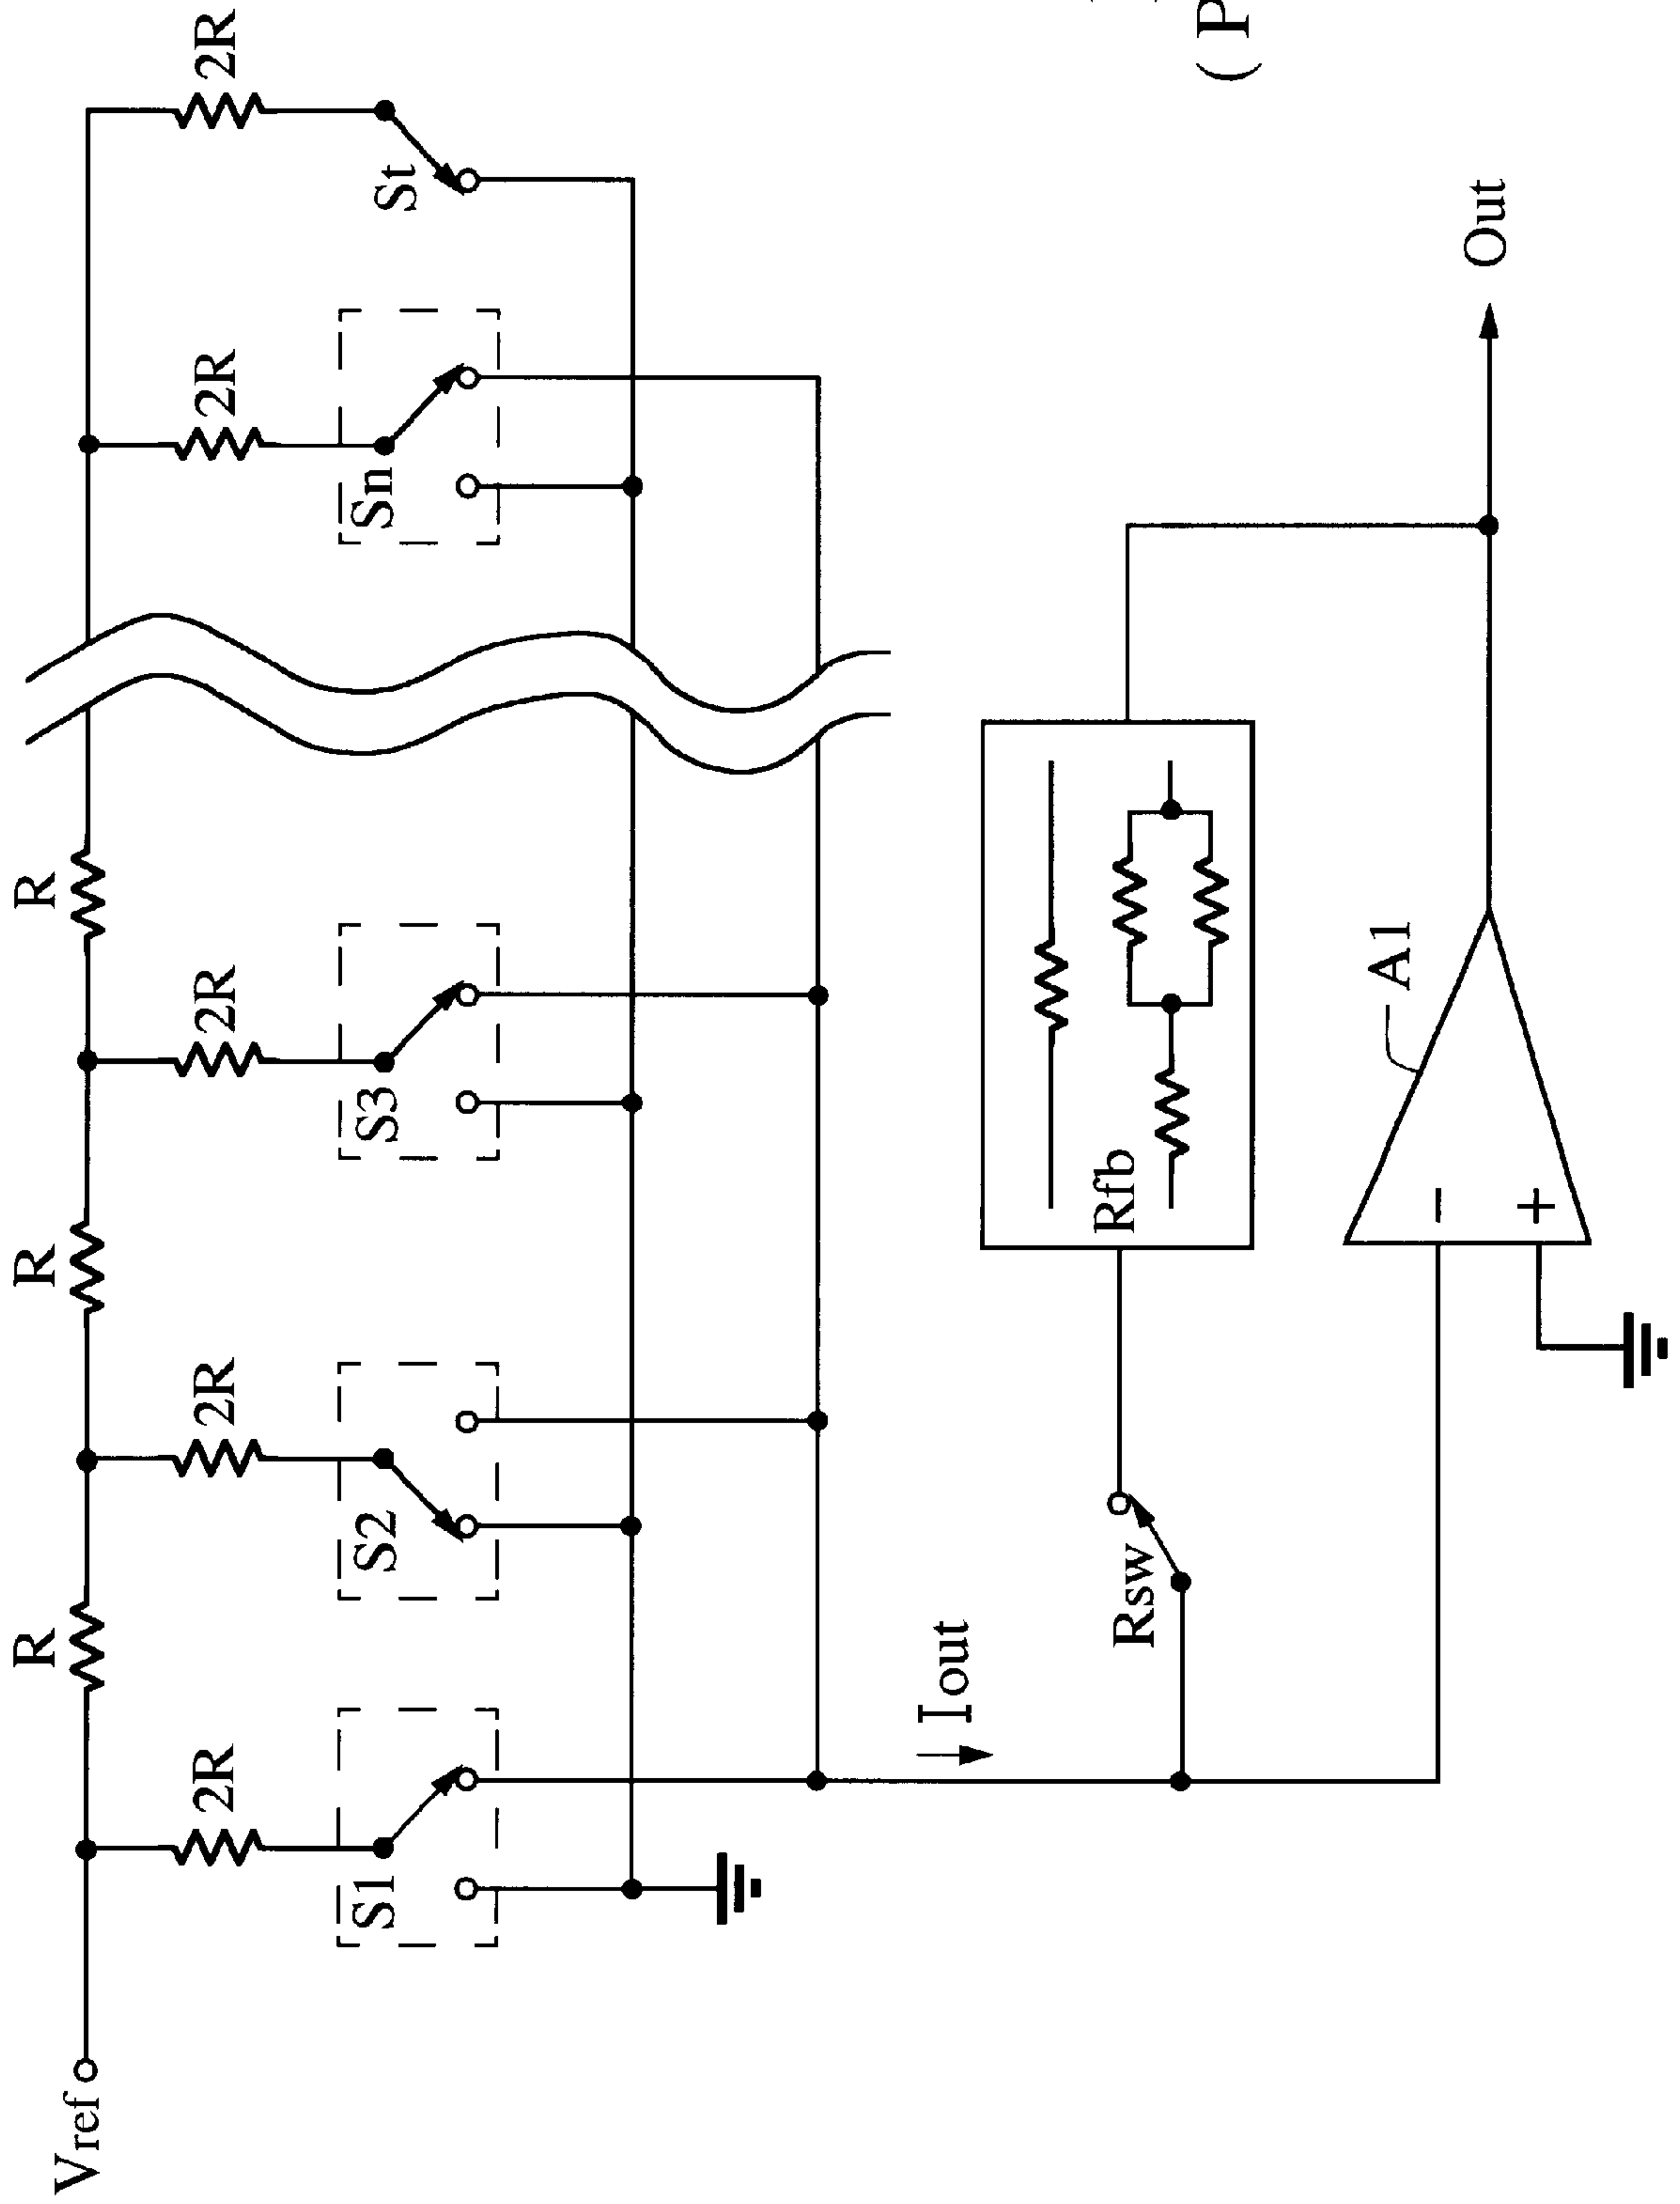 Vref
R
R
R
2R
2R
2R
2R
2R
S1
S2
S3
Sn
St
Iout
Rsw
Rfb
A1
−
+
Out
( P